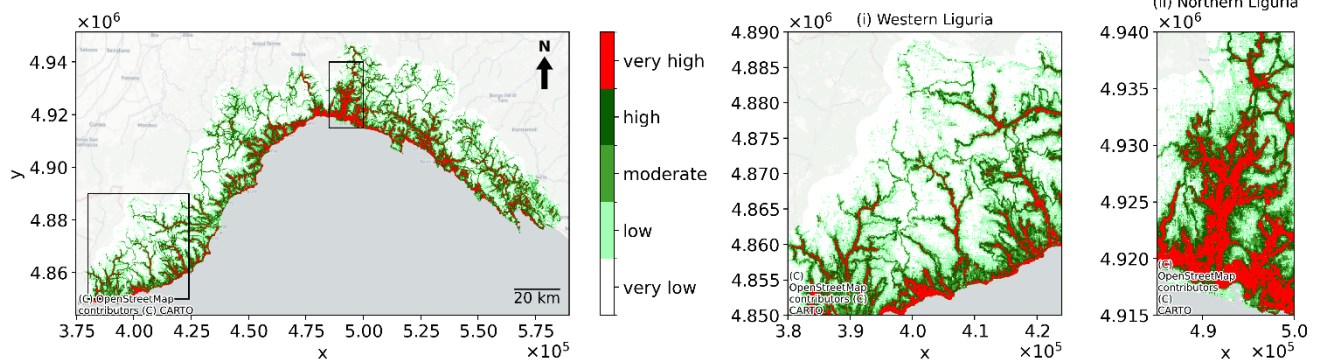 ×10⁶
4.94
4.92
4.90
4.88
4.86
y
N
20 km
(C) OpenStreetMap
contributors (C) CARTO
3.75 4.00 4.25 4.50 4.75 5.00 5.25 5.50 5.75
x
×10⁵
very high
high
moderate
low
very low
(i) Western Liguria
×10⁶
4.890
4.885
4.880
4.875
4.870
4.865
4.860
4.855
4.850
(C)
OpenStreetMap
contributors (C)
CARTO
3.8 3.9 4.0 4.1 4.2
x
×10⁵
(ii) Northern Liguria
×10⁶
4.940
4.935
4.930
4.925
4.920
4.915
(C)
OpenStreetMap
contributors
(C)
CARTO
4.9 5.0
x
×10⁵